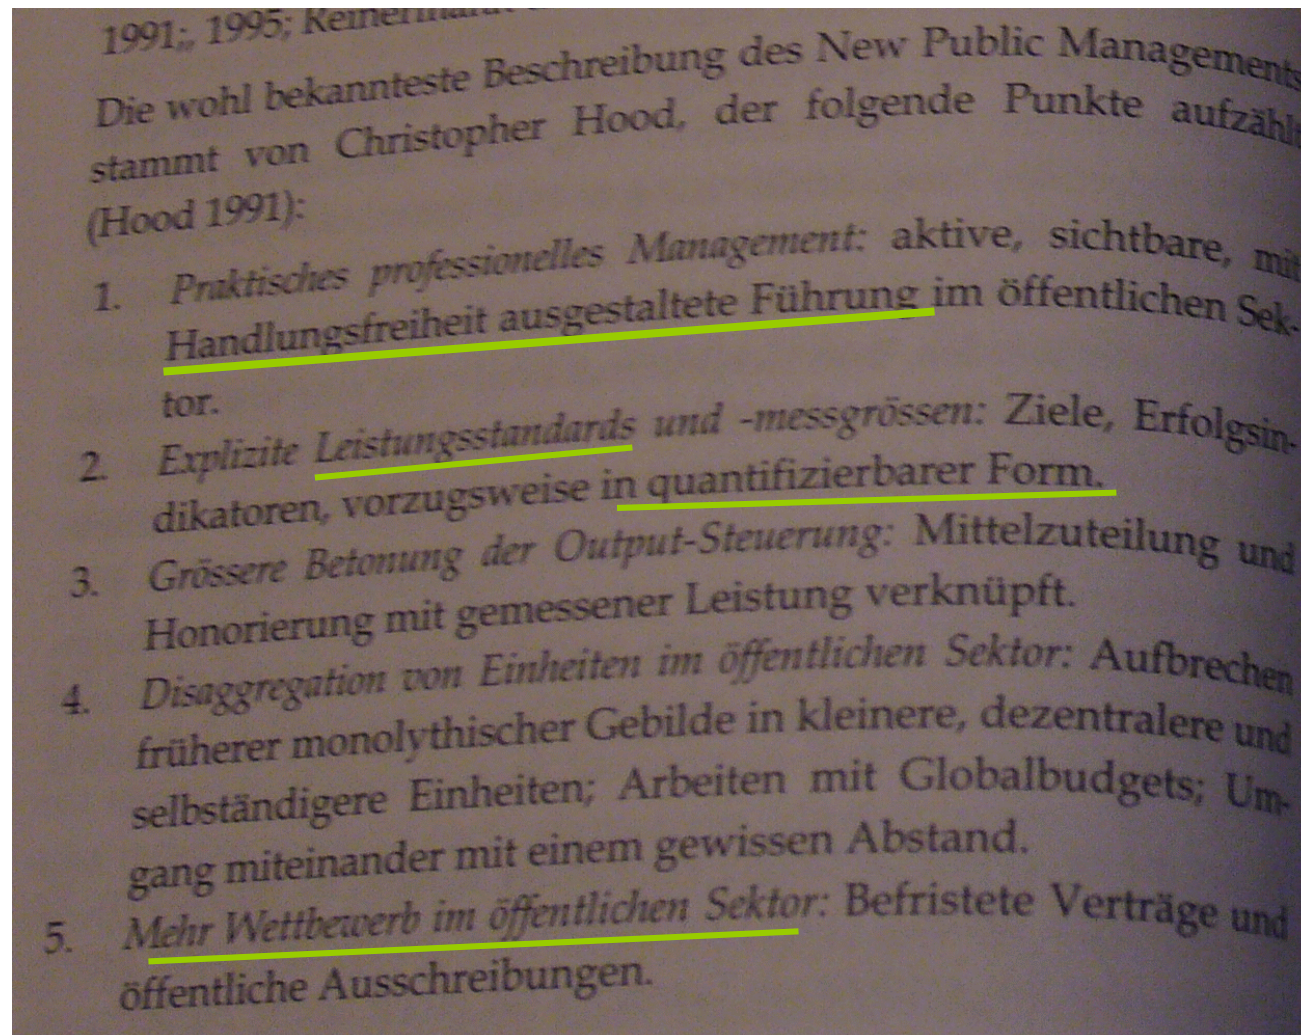 1991;, 1995; Reinermann
Die wohl bekannteste Beschreibung des New Public Managements
stammt von Christopher Hood, der folgende Punkte aufzählt
(Hood 1991):
1. Praktisches professionelles Management: aktive, sichtbare, mit
Handlungsfreiheit ausgestaltete Führung im öffentlichen Sek-
tor.
2. Explizite Leistungsstandards und -messgrössen: Ziele, Erfolgsin-
dikatoren, vorzugsweise in quantifizierbarer Form.
3. Grössere Betonung der Output-Steuerung: Mittelzuteilung und
Honorierung mit gemessener Leistung verknüpft.
4. Disaggregation von Einheiten im öffentlichen Sektor: Aufbrechen
früherer monolythischer Gebilde in kleinere, dezentralere und
selbständigere Einheiten; Arbeiten mit Globalbudgets; Um-
gang miteinander mit einem gewissen Abstand.
5. Mehr Wettbewerb im öffentlichen Sektor: Befristete Verträge und
öffentliche Ausschreibungen.